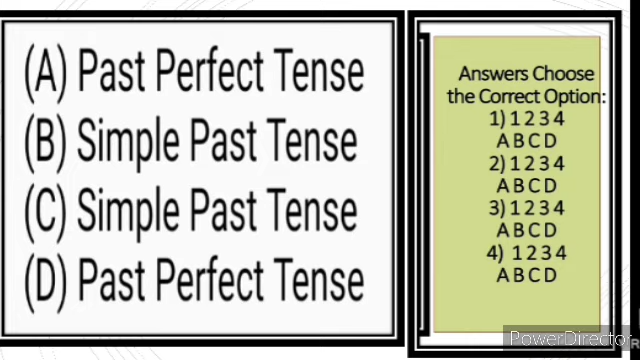 (A) Past Perfect Tense
(B) Simple Past Tense
(C) Simple Past Tense
(D) Past Perfect Tense
Answers Choose
the Correct Option:
1) 1 2 3 4
A B C D
2) 1 2 3 4
A B C D
3) 1 2 3 4
A B C D
4) 1 2 3 4
A B C D
PowerDirector